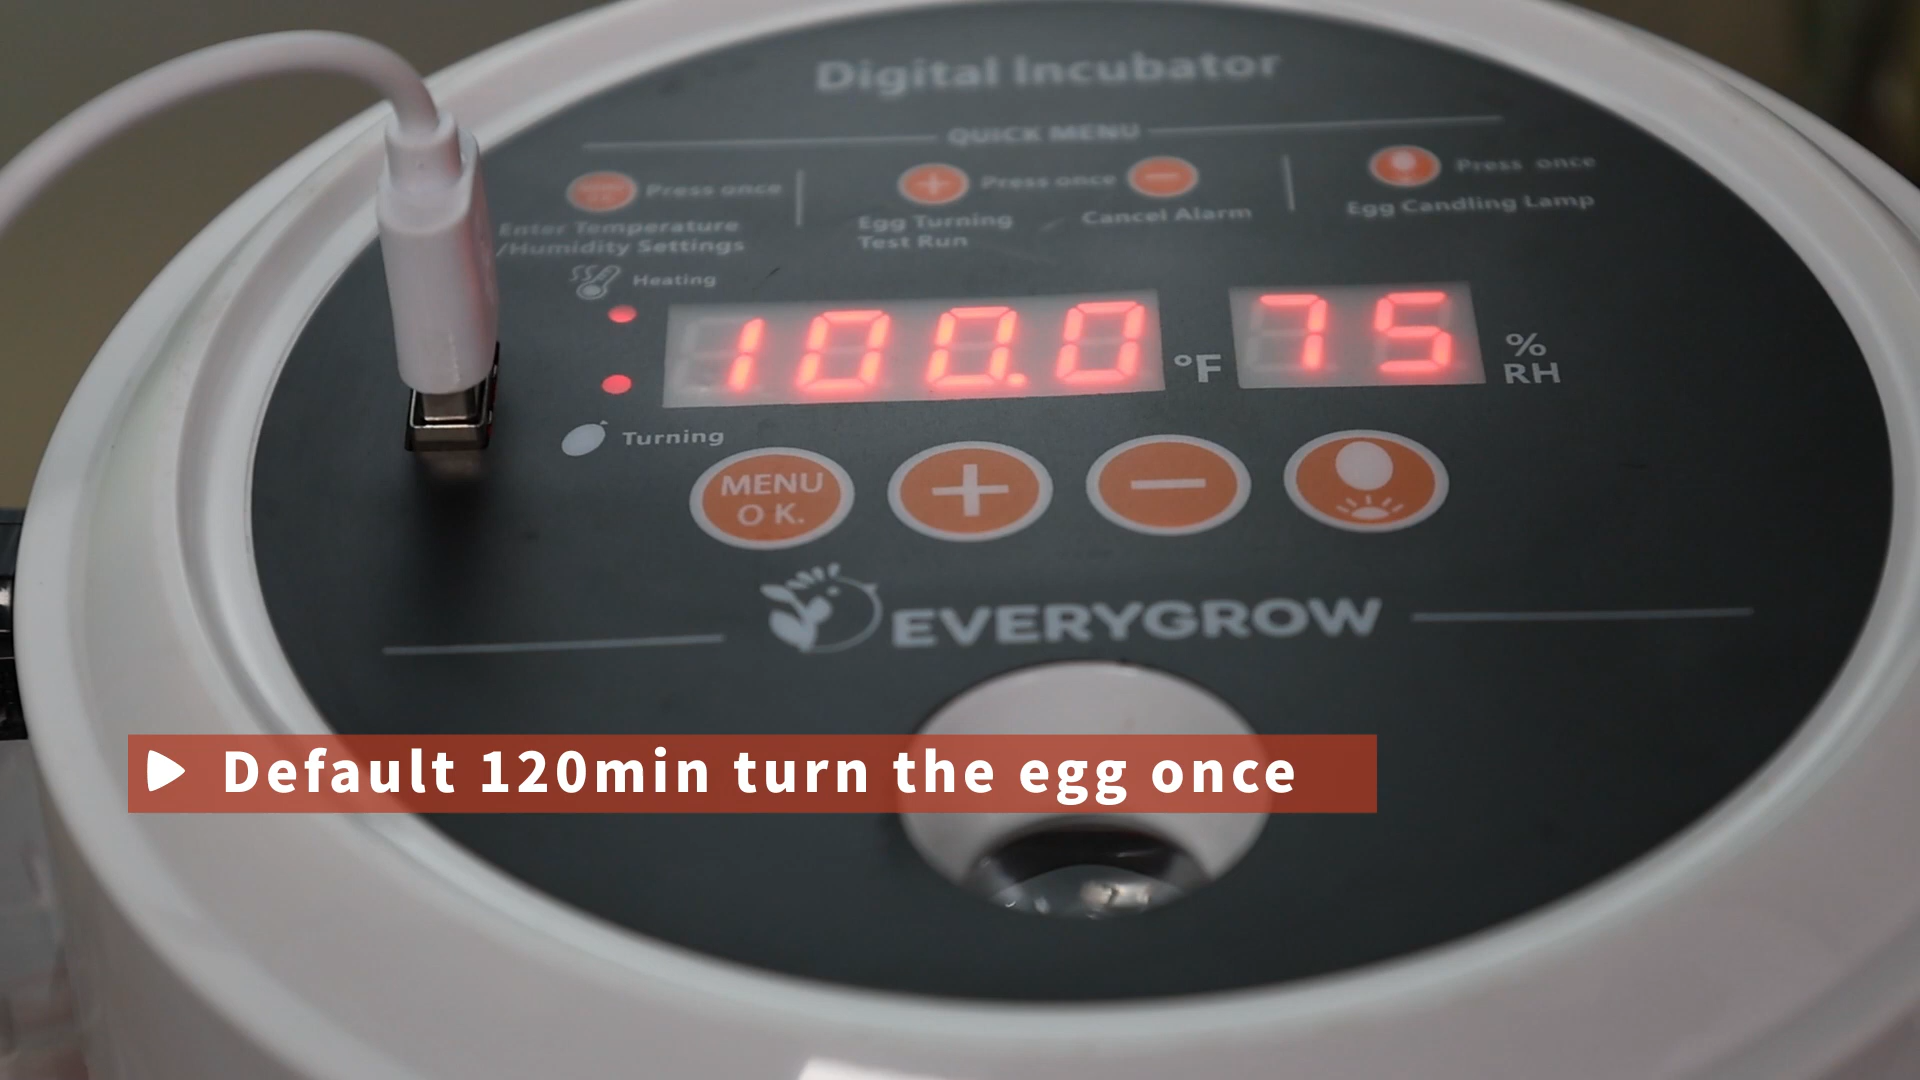 Digital Incubator
QUICK MENU
Press once
Enter Temperature
/Humidity Settings
Press once
Egg Turning
Test Run
Cancel Alarm
Press once
Egg Candling Lamp
Heating
100.0 °F 75 % RH
Turning
MENU
OK.
EVERYGROW
Default 120min turn the egg once